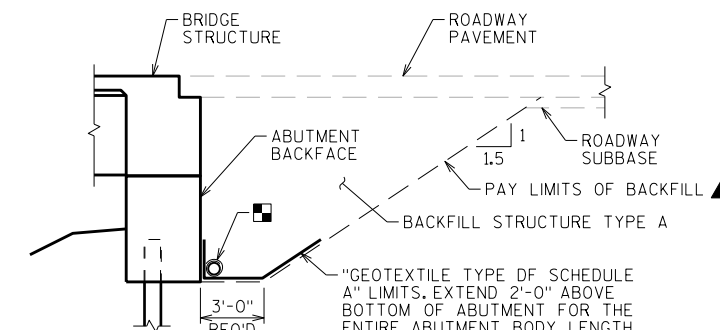 BRIDGE
STRUCTURE
ROADWAY
PAVEMENT
ABUTMENT
BACKFACE
1
1.5
ROADWAY
SUBBASE
PAY LIMITS OF BACKFILL
BACKFILL STRUCTURE TYPE A
"GEOTEXTILE TYPE DF SCHEDULE
A" LIMITS. EXTEND 2'-0" ABOVE
BOTTOM OF ABUTMENT FOR THE
ENTIRE ABUTMENT BODY LENGTH
3'-0"
REQ'D